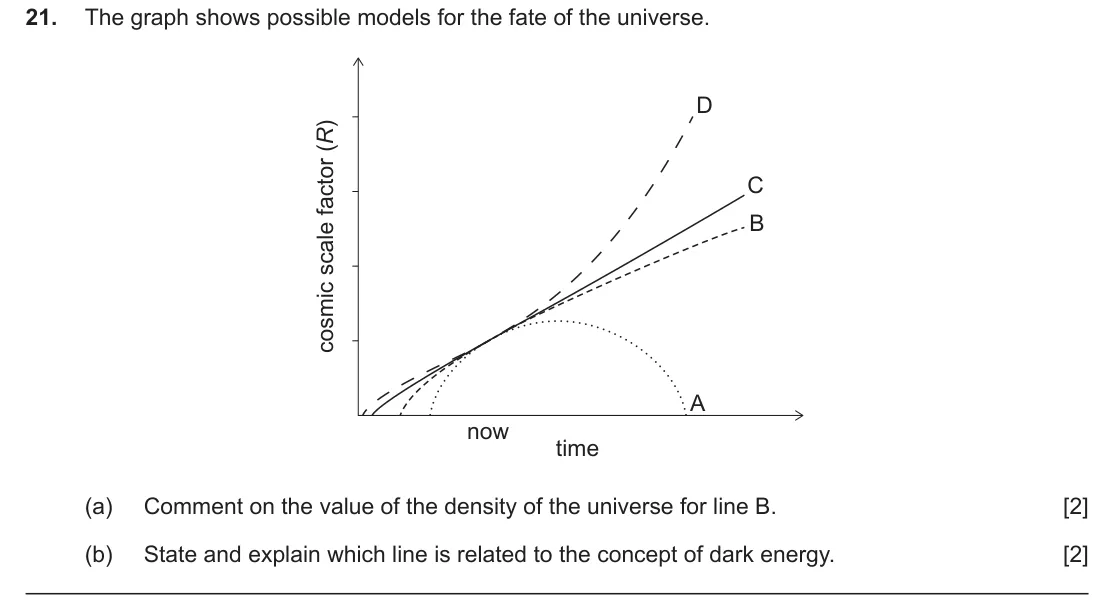 21. The graph shows possible models for the fate of the universe.
D
C
B
cosmic scale factor (R)
A
now
time
(a) Comment on the value of the density of the universe for line B. [2]
(b) State and explain which line is related to the concept of dark energy. [2]